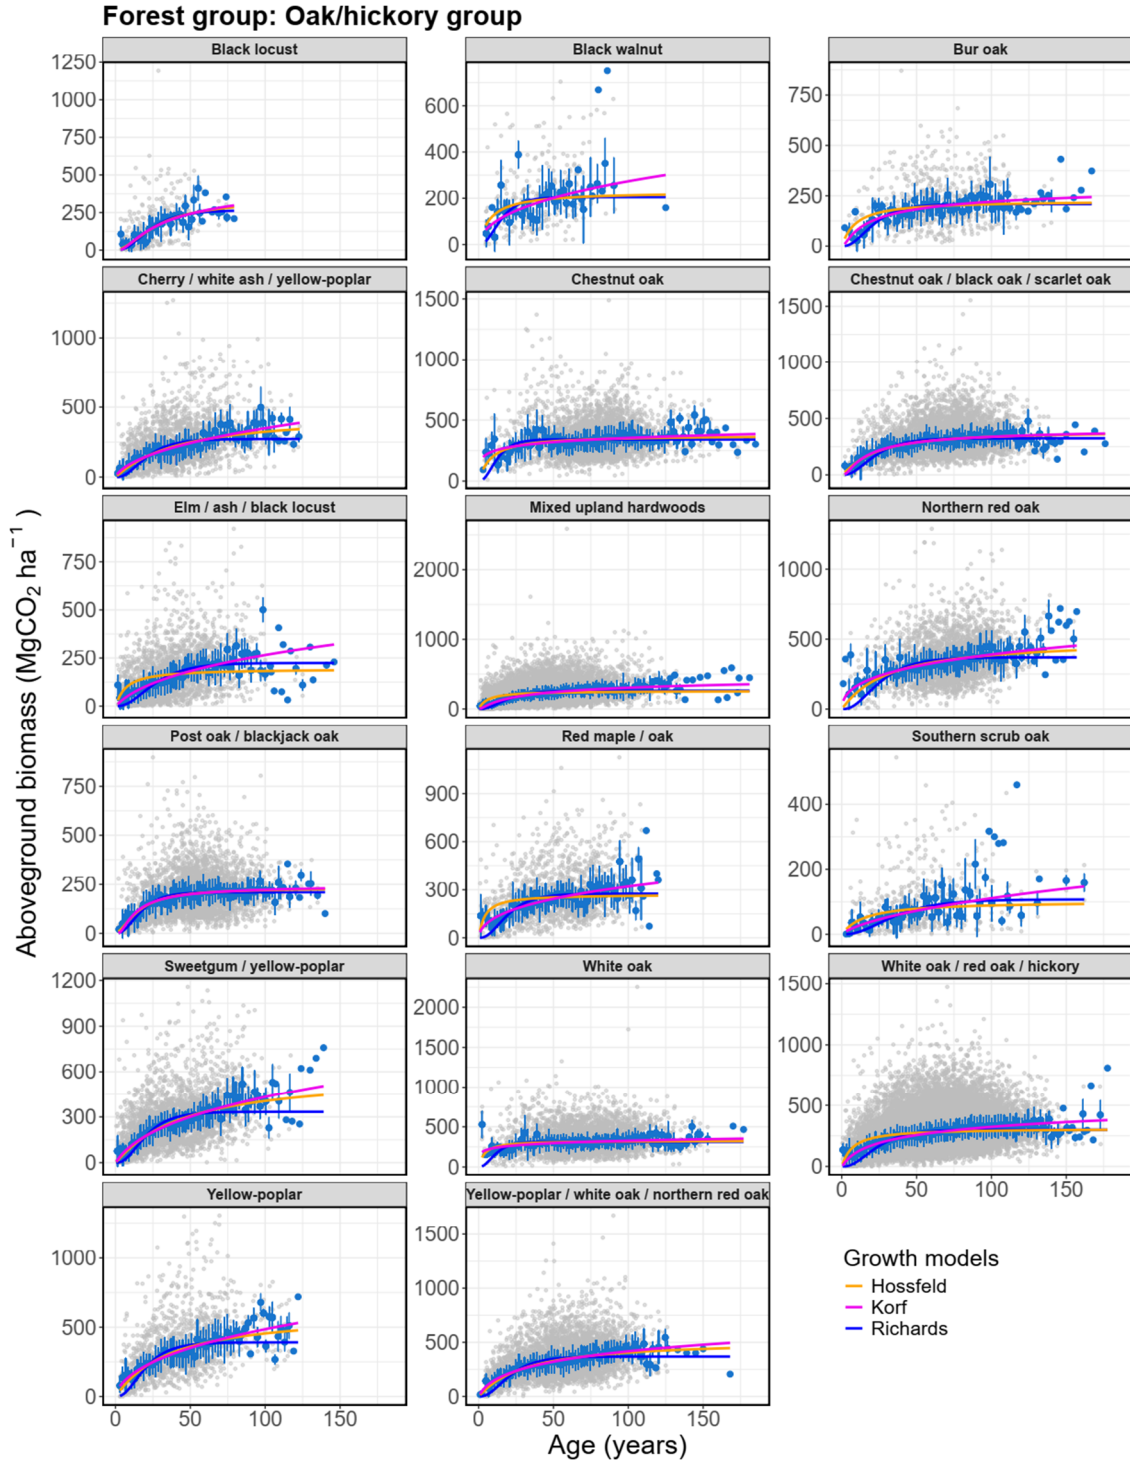 Forest group: Oak/hickory group
Black locust
Black walnut
Bur oak
1250
1000
750
500
250
0
600
400
200
0
750
500
250
0
Cherry / white ash / yellow-poplar
Chestnut oak
Chestnut oak / black oak / scarlet oak
1000
500
0
1500
1000
500
0
1500
1000
500
0
Elm / ash / black locust
Mixed upland hardwoods
Northern red oak
750
500
250
0
2000
1000
0
1000
500
0
Aboveground biomass (MgCO₂ ha⁻¹ )
Post oak / blackjack oak
Red maple / oak
Southern scrub oak
750
500
250
0
900
600
300
0
400
200
0
Sweetgum / yellow-poplar
White oak
White oak / red oak / hickory
1200
900
600
300
0
2000
1500
1000
500
0
1500
1000
500
0
0 50 100 150
Yellow-poplar
Yellow-poplar / white oak / northern red oak
1000
500
0
1500
1000
500
0
0 50 100 150
0 50 100 150
Age (years)
Growth models
Hossfeld
Korf
Richards